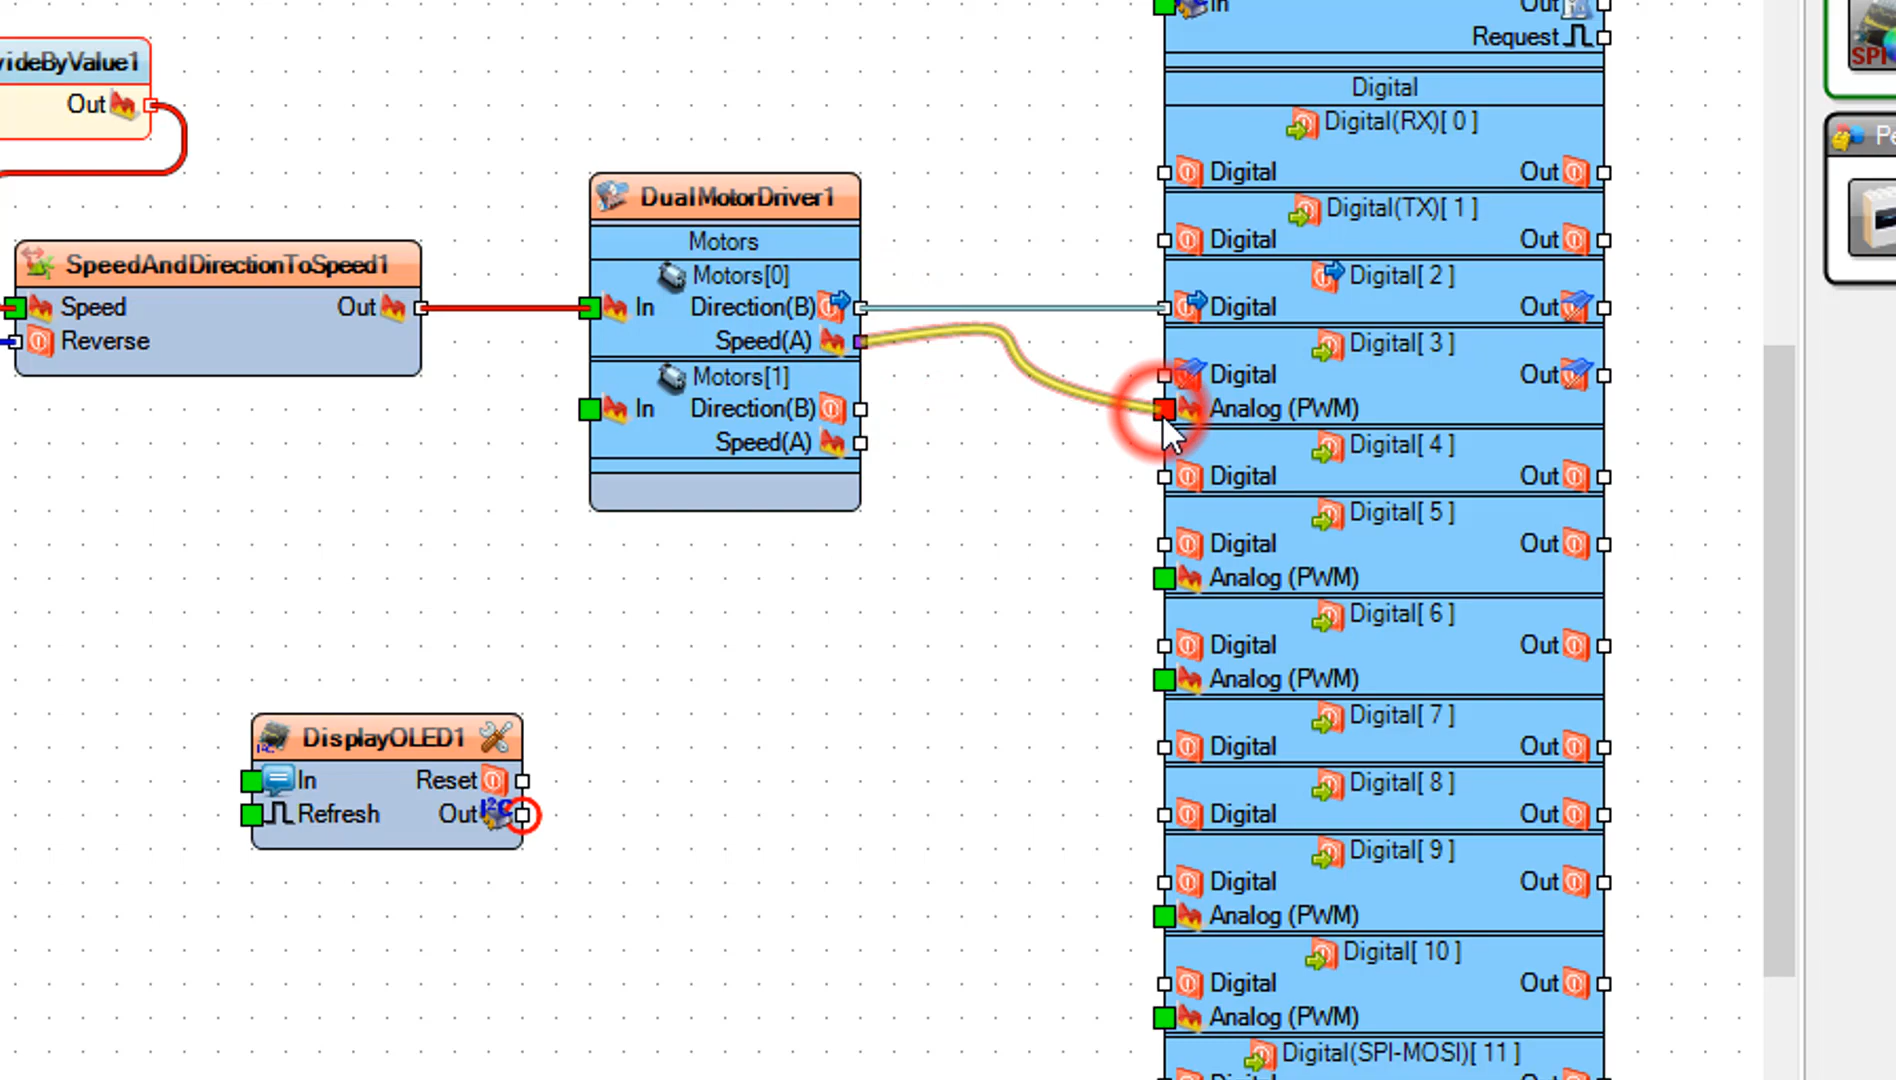 In Out
Request
Digital
Digital(RX)[ 0 ]
Digital Out
Digital(TX)[ 1 ]
Digital Out
Digital[ 2 ]
Digital Out
Digital[ 3 ]
Digital Out
Analog (PWM)
Digital[ 4 ]
Digital Out
Digital[ 5 ]
Digital Out
Analog (PWM)
Digital[ 6 ]
Digital Out
Analog (PWM)
Digital[ 7 ]
Digital Out
Digital[ 8 ]
Digital Out
Digital[ 9 ]
Digital Out
Analog (PWM)
Digital[ 10 ]
Digital Out
Analog (PWM)
Digital(SPI-MOSI)[ 11 ]
videByValue1
Out
SpeedAndDirectionToSpeed1
Speed Out
Reverse
DualMotorDriver1
Motors
Motors[0]
In Direction(B)
Speed(A)
Motors[1]
In Direction(B)
Speed(A)
DisplayOLED1
In Reset
Refresh Out
I2C
SPI
Pe